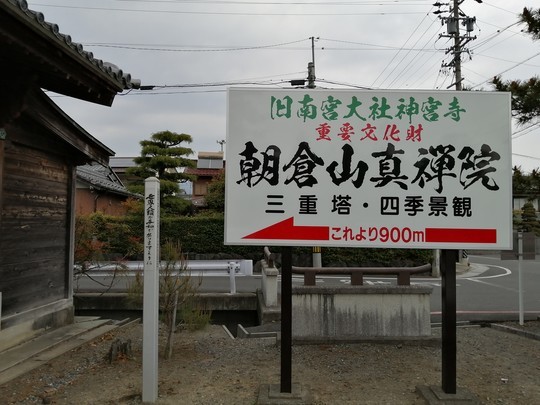 旧南宮大社神宮寺
重要文化財
朝倉山真禅院
三重塔・四季景観
これより900m